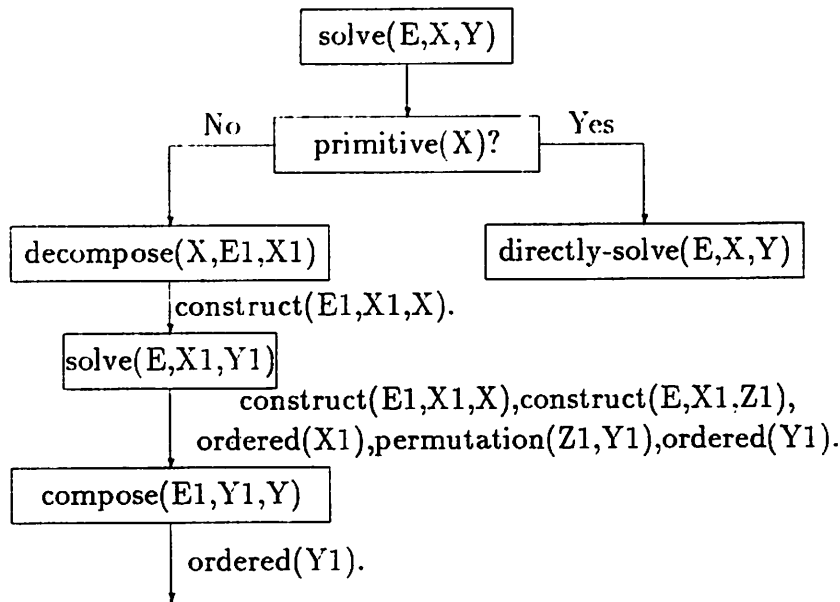 solve(E,X,Y)
No
primitive(X)?
Yes
decompose(X,E1,X1)
directly-solve(E,X,Y)
construct(E1,X1,X).
solve(E,X1,Y1)
construct(E1,X1,X),construct(E,X1,Z1),
ordered(X1),permutation(Z1,Y1),ordered(Y1).
compose(E1,Y1,Y)
ordered(Y1).